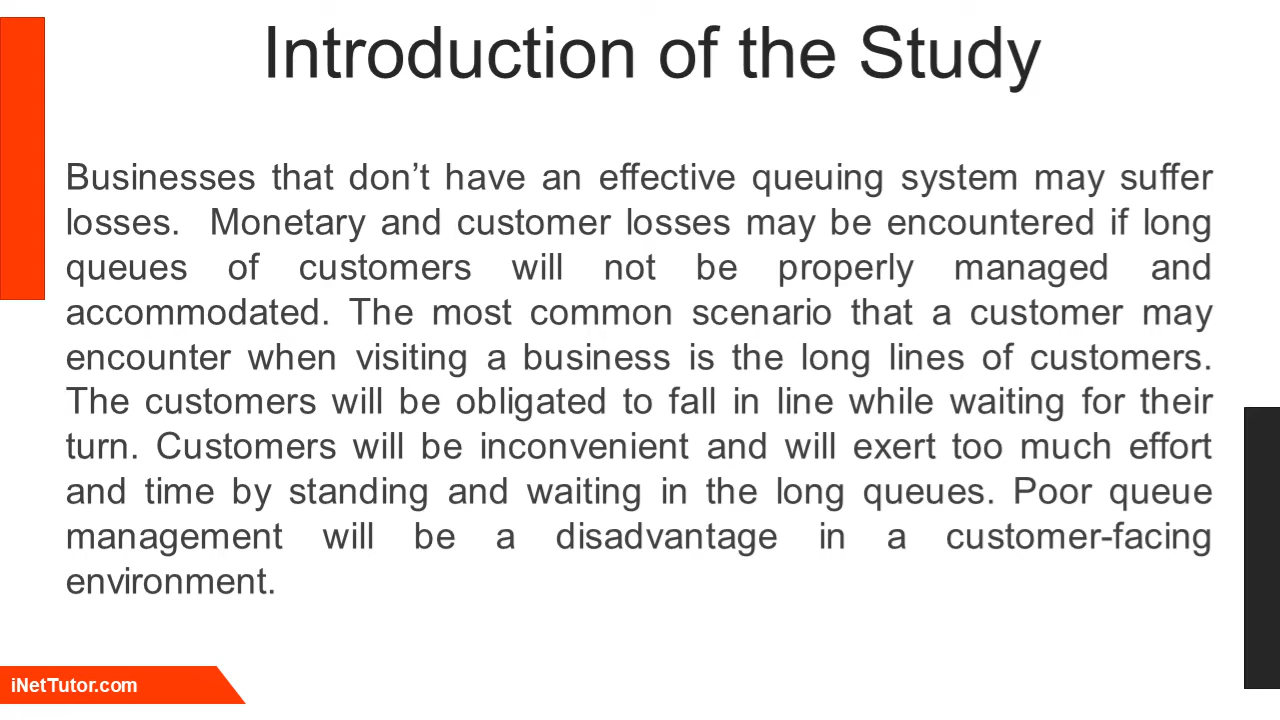 Introduction of the Study
Businesses that don’t have an effective queuing system may suffer
losses.  Monetary and customer losses may be encountered if long
queues of customers will not be properly managed and
accommodated. The most common scenario that a customer may
encounter when visiting a business is the long lines of customers.
The customers will be obligated to fall in line while waiting for their
turn. Customers will be inconvenient and will exert too much effort
and time by standing and waiting in the long queues. Poor queue
management will be a disadvantage in a customer-facing
environment.
iNetTutor.com